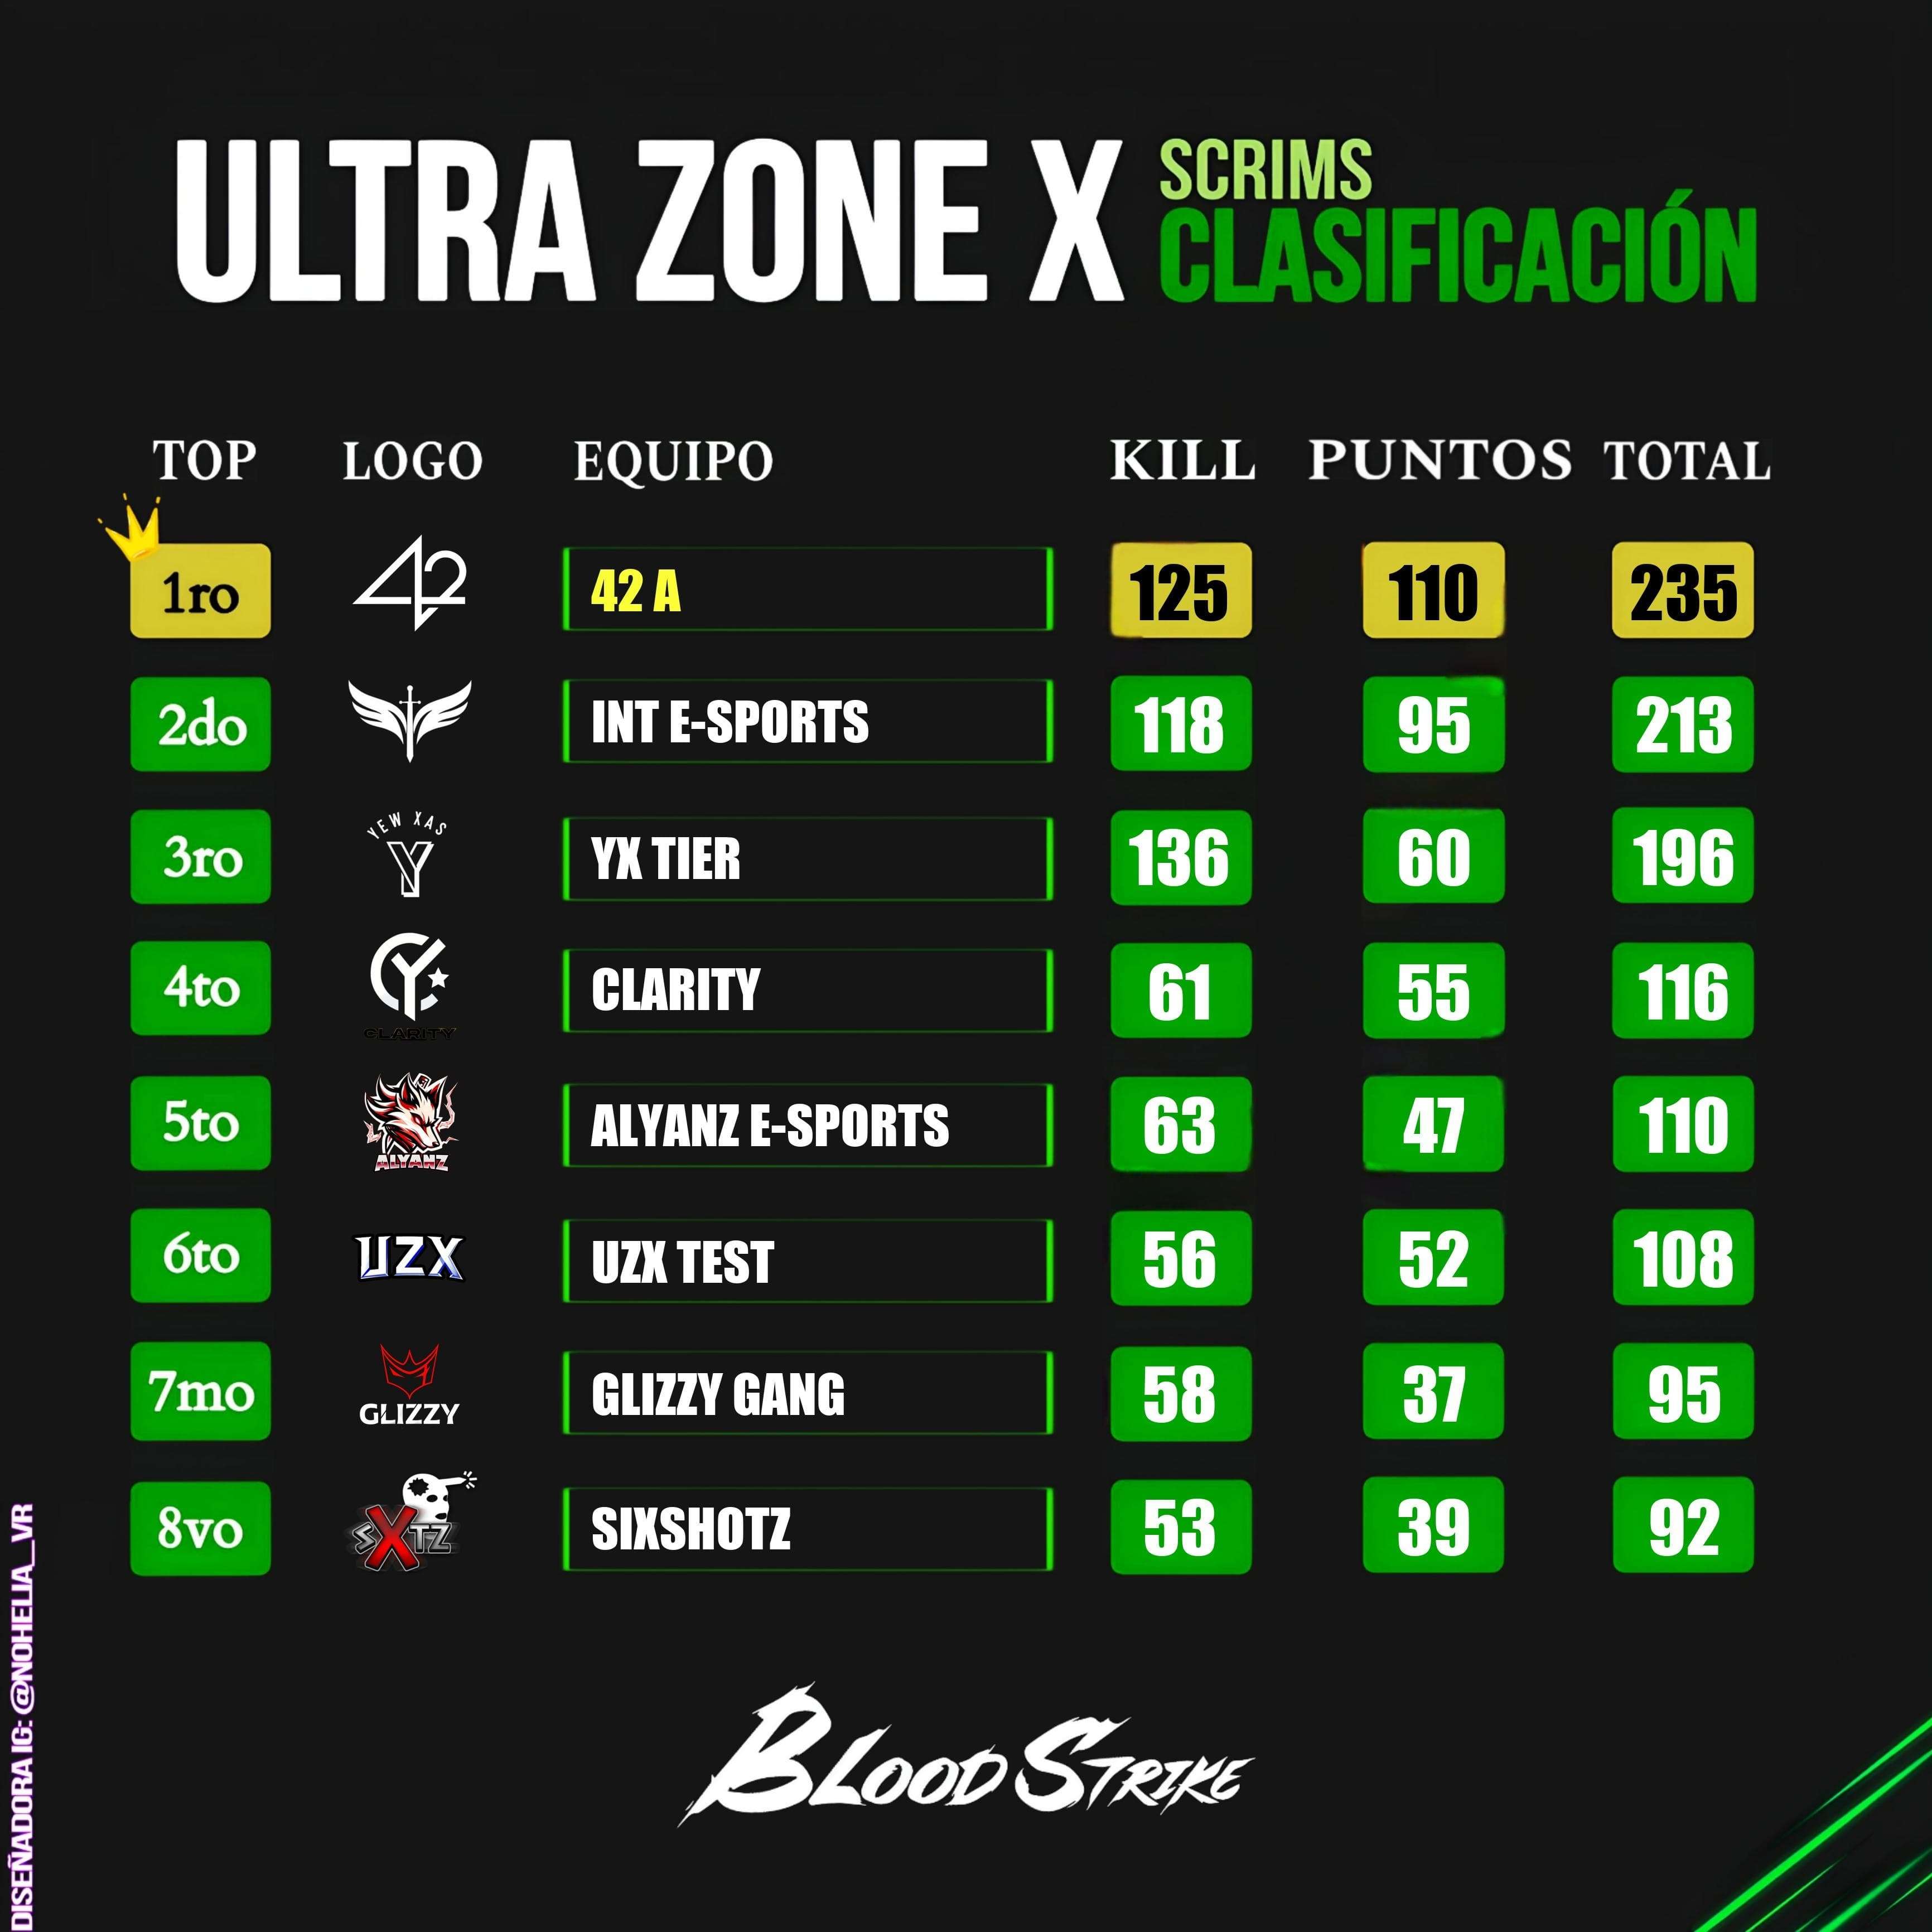 ULTRA ZONE X SCRIMS
CLASIFICACIÓN
TOP LOGO EQUIPO KILL PUNTOS TOTAL
1ro 42 42 A 125 110 235
2do INT E-SPORTS 118 95 213
3ro YEW XAS Y YX TIER 136 60 196
4to CY CLARITY CLARITY 61 55 116
5to ALYANZ ALYANZ E-SPORTS 63 47 110
6to UZX UZX TEST 56 52 108
7mo GLIZZY GLIZZY GANG 58 37 95
8vo SXTZ SIXSHOTZ 53 39 92
BLOOD STRIKE
DISEÑADORA IG: @NOHELIA_VR